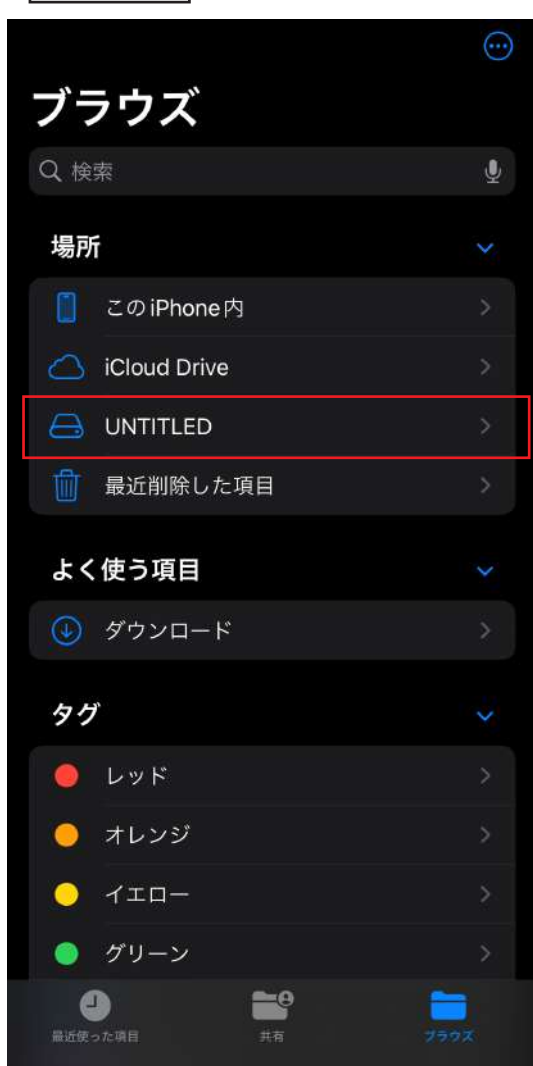 ブラウズ
検索
場所
このiPhone内
iCloud Drive
UNTITLED
最近削除した項目
よく使う項目
ダウンロード
タグ
レッド
オレンジ
イエロー
グリーン
最近使った項目
共有
ブラウズ